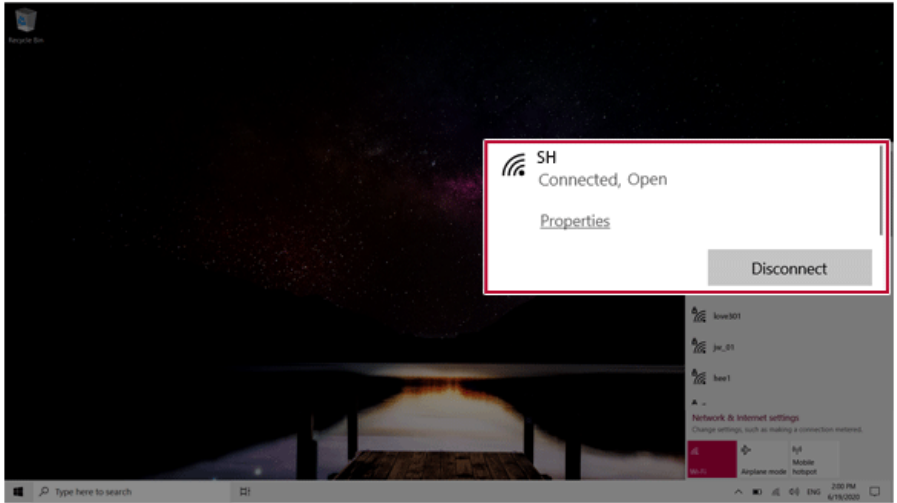 Recycle Bin
SH
Connected, Open
Properties
Disconnect
love301
jw_01
hee1
Network & Internet settings
Change settings, such as making a connection metered.
Wi-Fi
Airplane mode
Mobile
hotspot
Type here to search
ENG
2:00 PM
6/19/2020